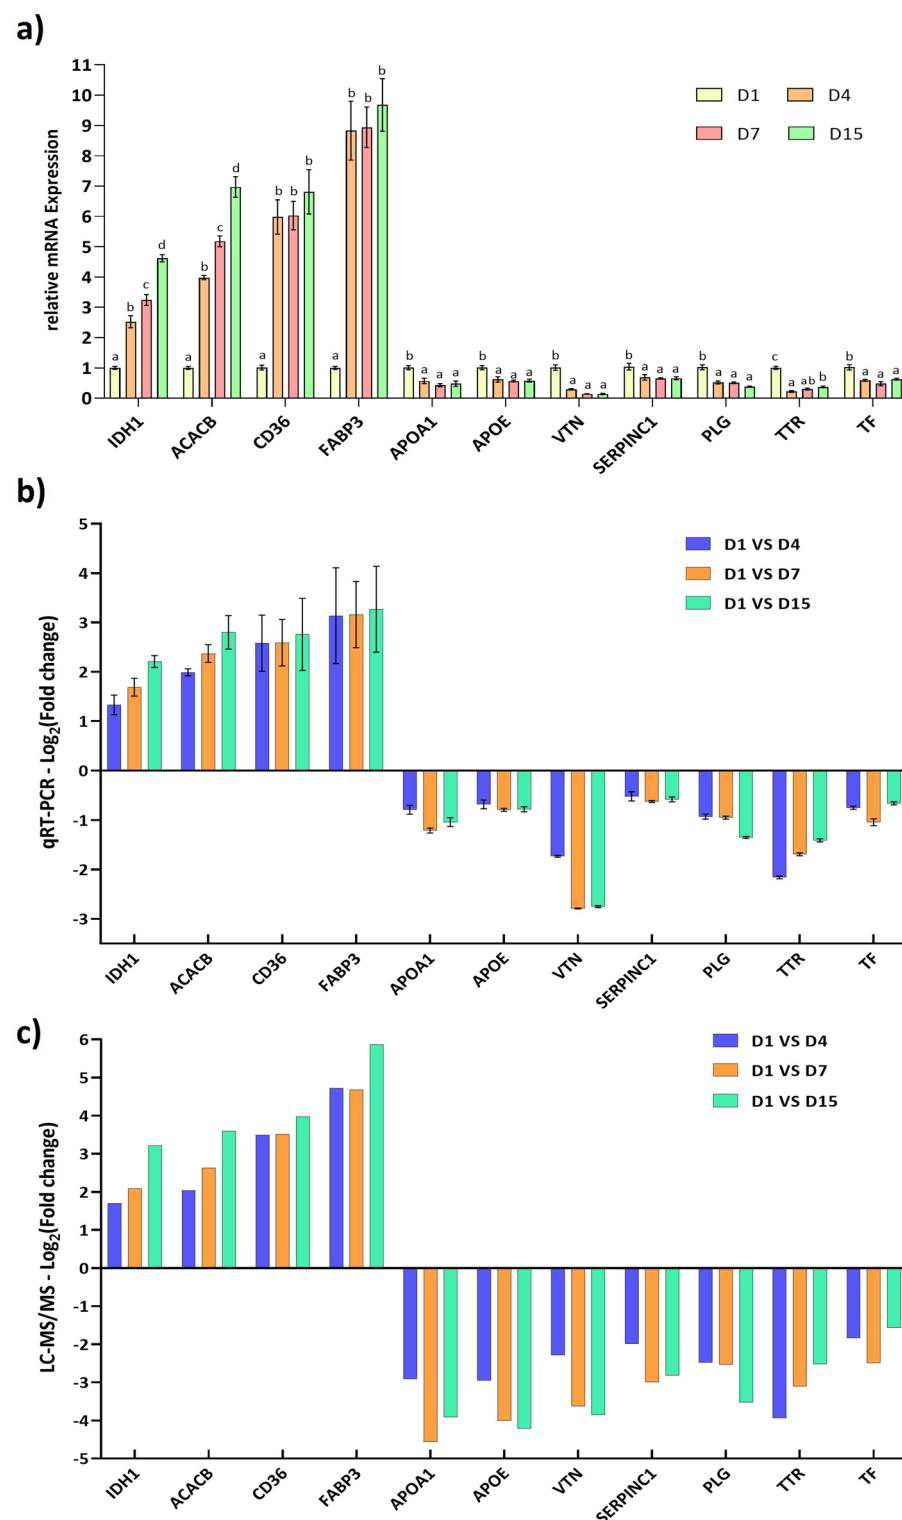 a)
relative mRNA Expression
11
10
9
8
7
6
5
4
3
2
1
0
D1 D4
D7 D15
a b c d
a b c d
a b b b
a b b b
b a a a
b a a a
b a a a
b a a a
b a a a
c a ab b
b a a a
IDH1 ACACB CD36 FABP3 APOA1 APOE VTN SERPINC1 PLG TTR TF
b)
qRT-PCR - Log₂(Fold change)
5
4
3
2
1
0
-1
-2
-3
D1 VS D4
D1 VS D7
D1 VS D15
IDH1 ACACB CD36 FABP3 APOA1 APOE VTN SERPINC1 PLG TTR TF
c)
LC-MS/MS - Log₂(Fold change)
6
5
4
3
2
1
0
-1
-2
-3
-4
-5
D1 VS D4
D1 VS D7
D1 VS D15
IDH1 ACACB CD36 FABP3 APOA1 APOE VTN SERPINC1 PLG TTR TF